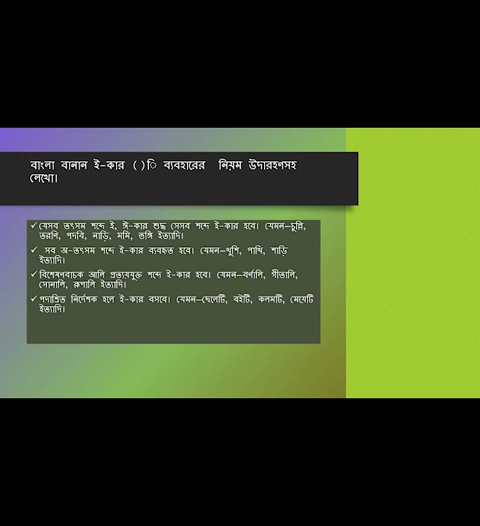 বাংলা বানান ই-কার ( )ি ব্যবহারের নিয়ম উদাহরণসহ
লেখো।
✓যেসব তৎসম শব্দে ই, ঈ-কার শুদ্ধ সেসব শব্দে ই-কার হবে। যেমন—চুল্লি,
তরণি, পদবি, নাড়ি, মমি, ভঙ্গি ইত্যাদি।
✓ সব অ-তৎসম শব্দে ই-কার ব্যবহৃত হবে। যেমন—খুশি, পাখি, শাড়ি
ইত্যাদি।
✓বিশেষণবাচক আলি প্রত্যয়যুক্ত শব্দে ই-কার হবে। যেমন—বর্ণালি, গীতালি,
সোনালি, রূপালি ইত্যাদি।
✓পদাশ্রিত নির্দেশক হলে ই-কার বসবে। যেমন—ছেলেটি, বইটি, কলমটি, মেয়েটি
ইত্যাদি।